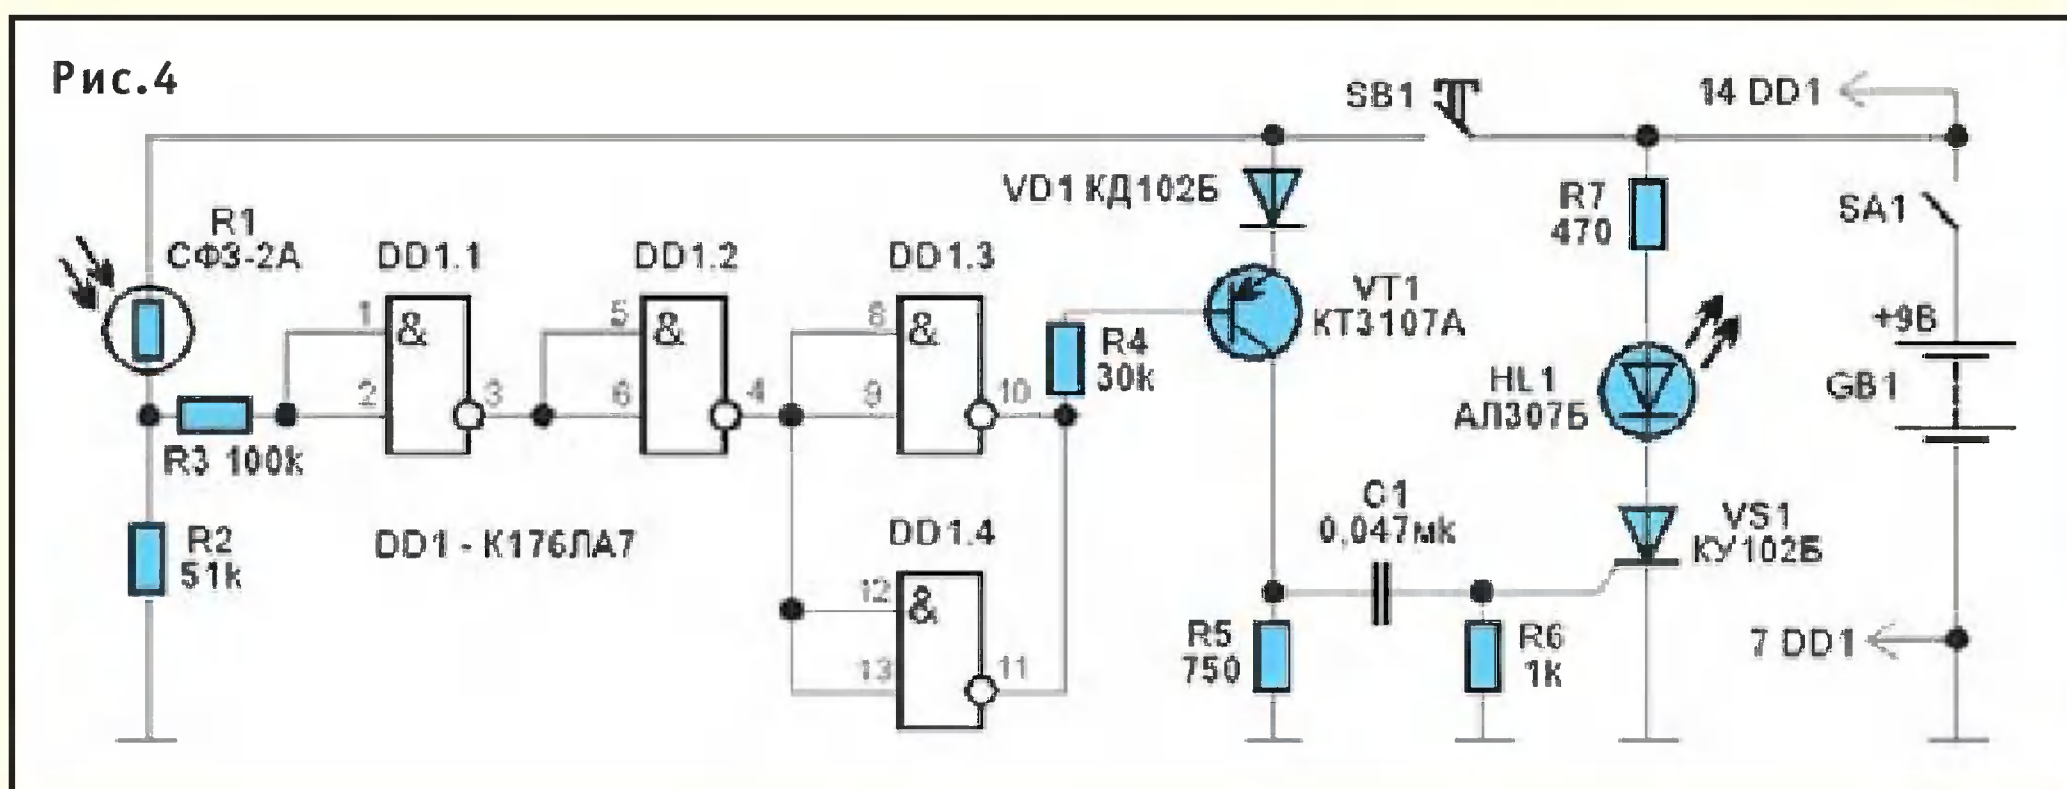 Рис.4
SB1
14 DD1
R1
СФ3-2А
DD1.1
DD1.2
DD1.3
VD1 КД102Б
R7
470
SA1
1
&
5
&
8
&
VT1
КТ3107А
R4
30k
+9В
2
3
6
4
9
10
HL1
АЛ307Б
GB1
R3 100k
R2
51k
DD1 - К176ЛА7
DD1.4
C1
0,047мк
VS1
КУ102Б
12
&
13
11
R5
750
R6
1k
7 DD1